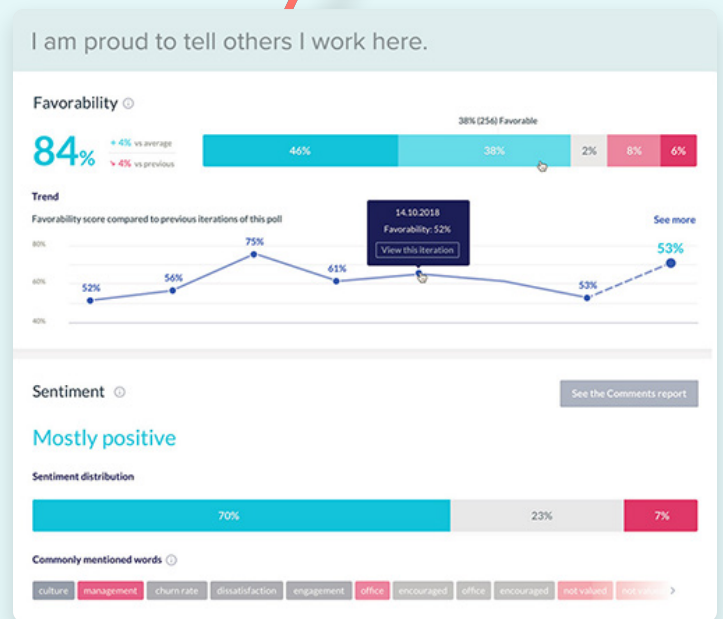 I am proud to tell others I work here.
Favorability
38% (256) Favorable
84%
+ 4% vs average
4% vs previous
46%
38%
2%
8%
6%
Trend
Favorability score compared to previous iterations of this poll
See more
14.10.2018
Favorability: 52%
View this iteration
80%
60%
40%
52%
56%
75%
61%
53%
53%
Sentiment
See the Comments report
Mostly positive
Sentiment distribution
70%
23%
7%
Commonly mentioned words
culture management churn rate dissatisfaction engagement office encouraged office encouraged not valued not